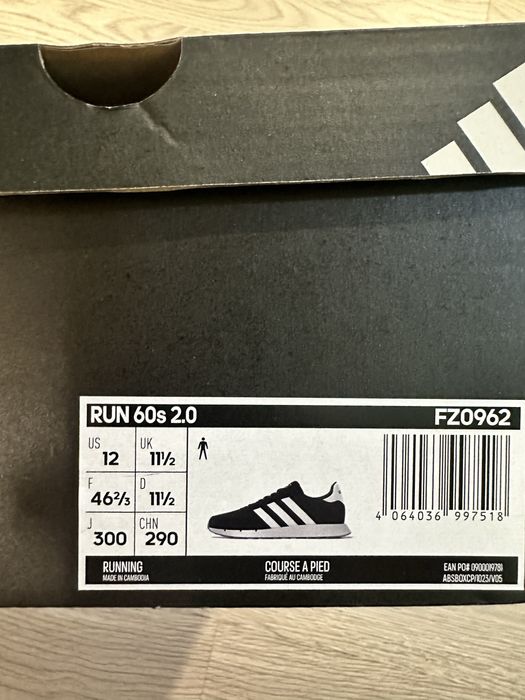 RUN 60s 2.0 FZ0962
US 12 UK 11½
F 46⅔ D 11½
J 300 CHN 290
4 064036 997518
RUNNING COURSE A PIED EAN PO# 0900019781
MADE IN CAMBODIA FABRIQUÉ AU CAMBODGE ABSBOXCP/1023/V05